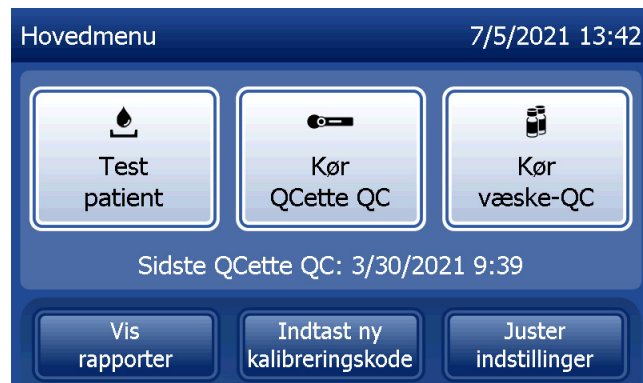 Hovedmenu 7/5/2021 13:42
Test
patient
Kør
QCette QC
Kør
væske-QC
Sidste QCette QC: 3/30/2021 9:39
Vis
rapporter
Indtast ny
kalibreringskode
Juster
indstillinger